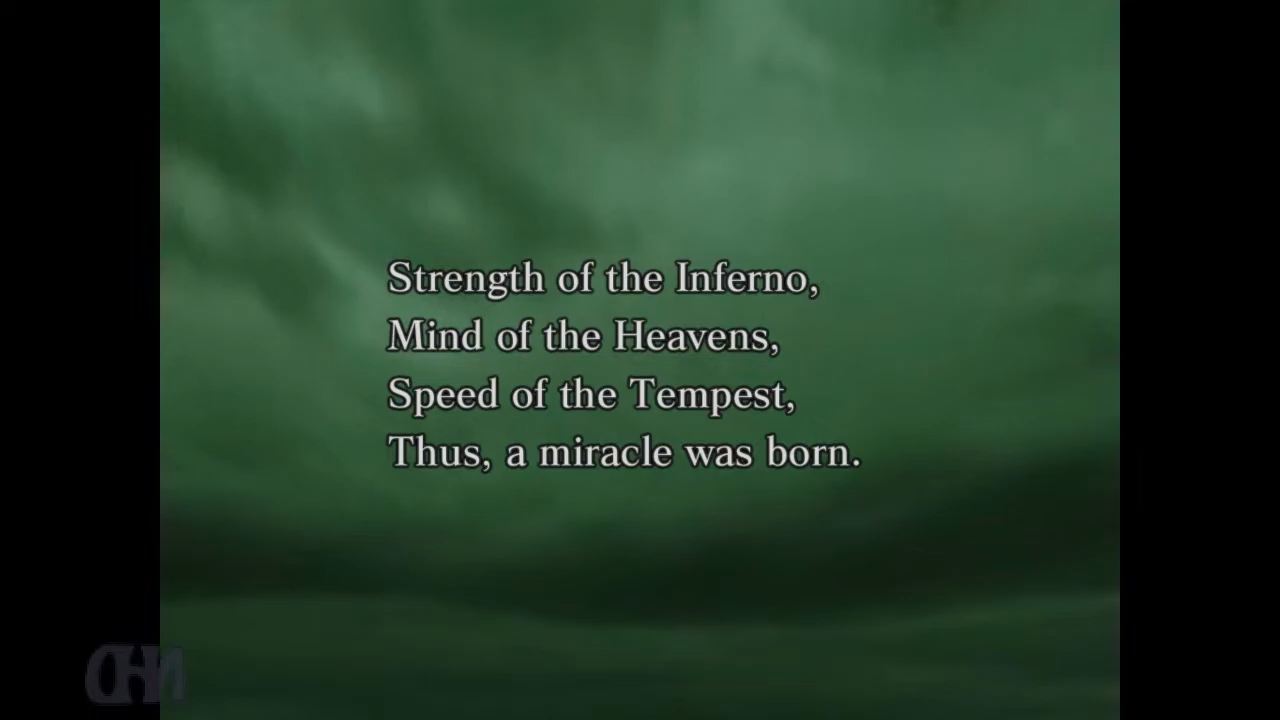 Strength of the Inferno,
Mind of the Heavens,
Speed of the Tempest,
Thus, a miracle was born.